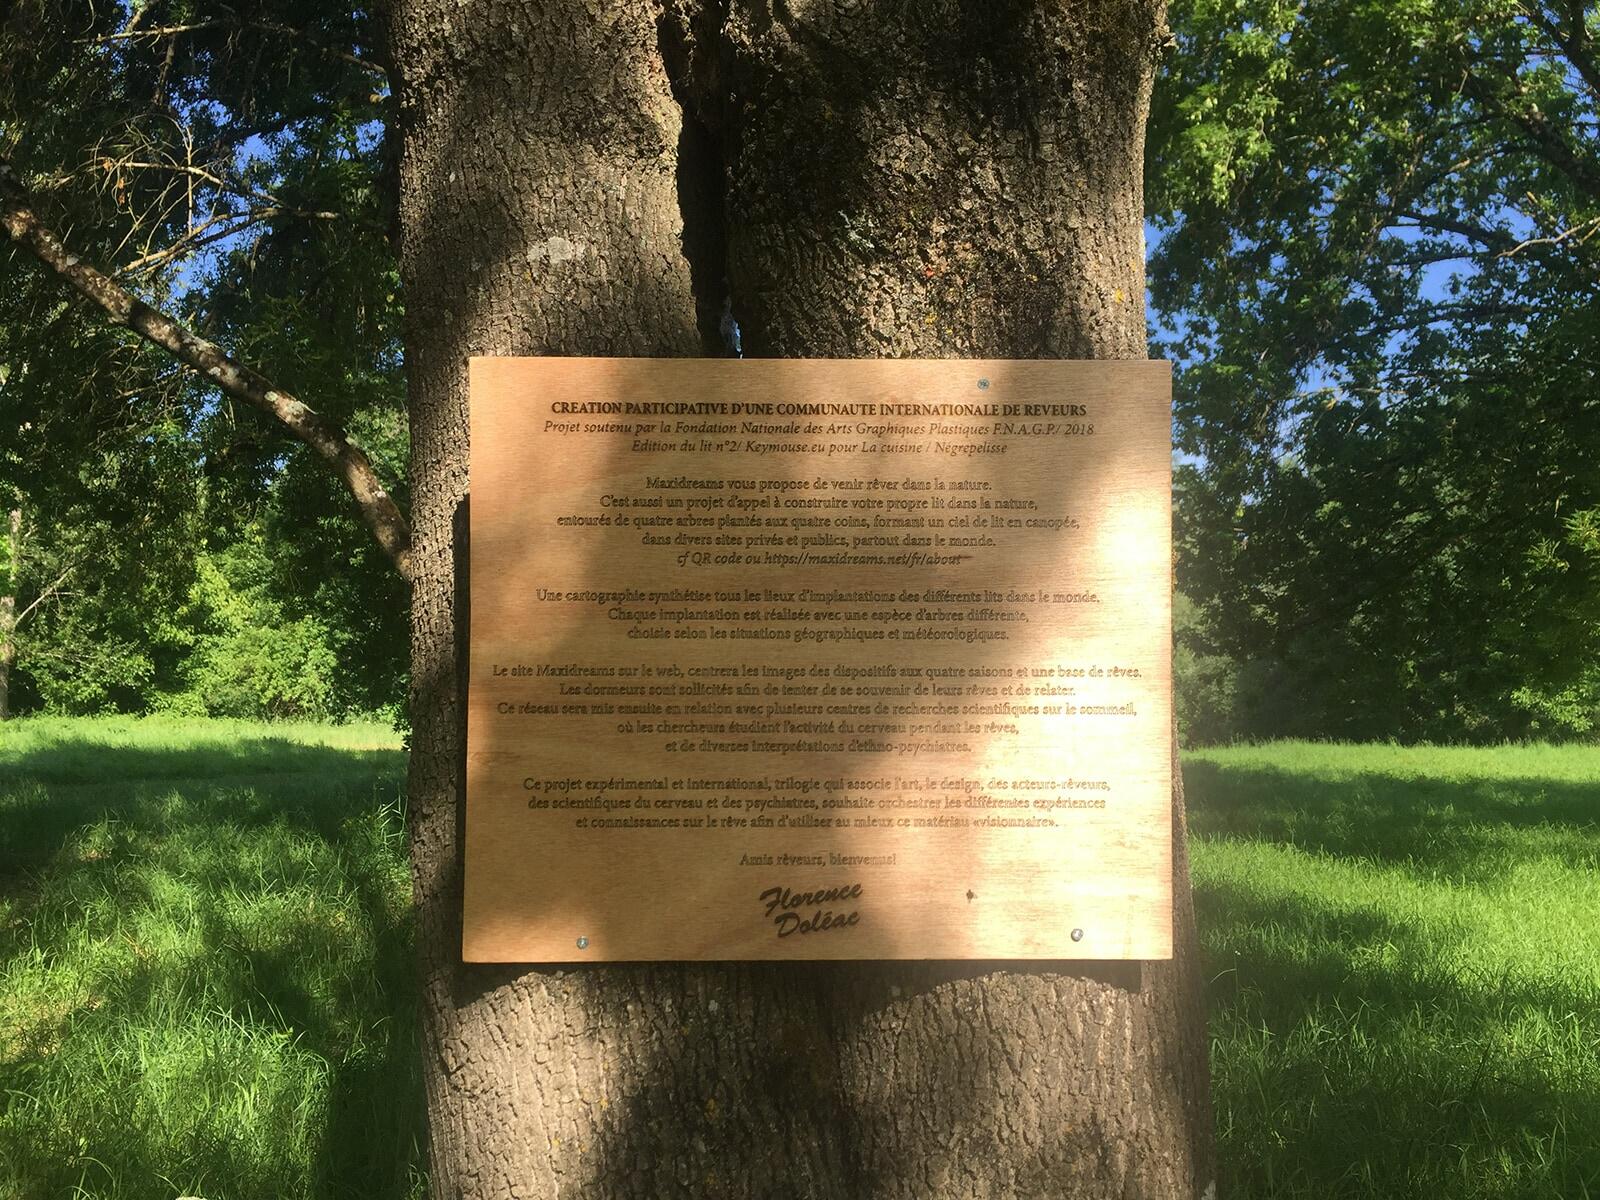 CREATION PARTICIPATIVE D'UNE COMMUNAUTE INTERNATIONALE DE REVEURS
Projet soutenu par la Fondation Nationale des Arts Graphiques Plastiques F.N.A.G.P./ 2018
Edition du lit n°2/ Keymouse.eu pour La cuisine / Négrepelisse
Maxidreams vous propose de venir rêver dans la nature.
C'est aussi un projet d'appel à construire votre propre lit dans la nature,
entourés de quatre arbres plantés aux quatre coins, formant un ciel de lit en canopée,
dans divers sites privés et publics, partout dans le monde.
cf QR code ou https://maxidreams.net/fr/about
Une cartographie synthétise tous les lieux d'implantations des différents lits dans le monde.
Chaque implantation est réalisée avec une espèce d'arbres différente,
choisie selon les situations géographiques et météorologiques.
Le site Maxidreams sur le web, centrera les images des dispositifs aux quatre saisons et une base de rêves.
Les dormeurs sont sollicités afin de tenter de se souvenir de leurs rêves et de relater.
Ce réseau sera mis ensuite en relation avec plusieurs centres de recherches scientifiques sur le sommeil,
où les chercheurs étudient l'activité du cerveau pendant les rêves,
et de diverses interprétations d'ethno-psychiatres.
Ce projet expérimental et international, trilogie qui associe l'art, le design, des acteurs-rêveurs,
des scientifiques du cerveau et des psychiatres, souhaite orchestrer les différentes expériences
et connaissances sur le rêve afin d'utiliser au mieux ce matériau «visionnaire».
Amis rêveurs, bienvenus!
Florence
Doléac